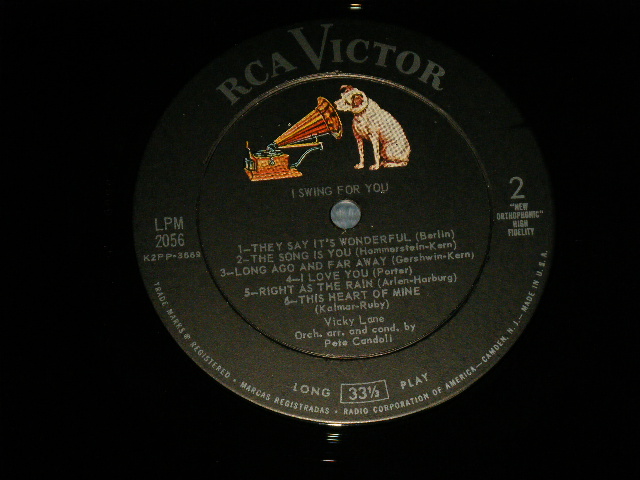 RCA VICTOR
I SWING FOR YOU
LPM
2056
K2PP-3669
2
"NEW
ORTHOPHONIC"
HIGH
FIDELITY
1—THEY SAY IT'S WONDERFUL (Berlin)
2—THE SONG IS YOU (Hammerstein-Kern)
3—LONG AGO AND FAR AWAY (Gershwin-Kern)
4—I LOVE YOU (Porter)
5—RIGHT AS THE RAIN (Arlen-Harburg)
6—THIS HEART OF MINE
(Kalmar-Ruby)
Vicky Lane
Orch. arr. and cond. by
Pete Candoli
LONG 33⅓ PLAY
TRADE MARKS ® REGISTERED • MARCAS REGISTRADAS • RADIO CORPORATION OF AMERICA—CAMDEN, N.J.—MADE IN U.S.A.